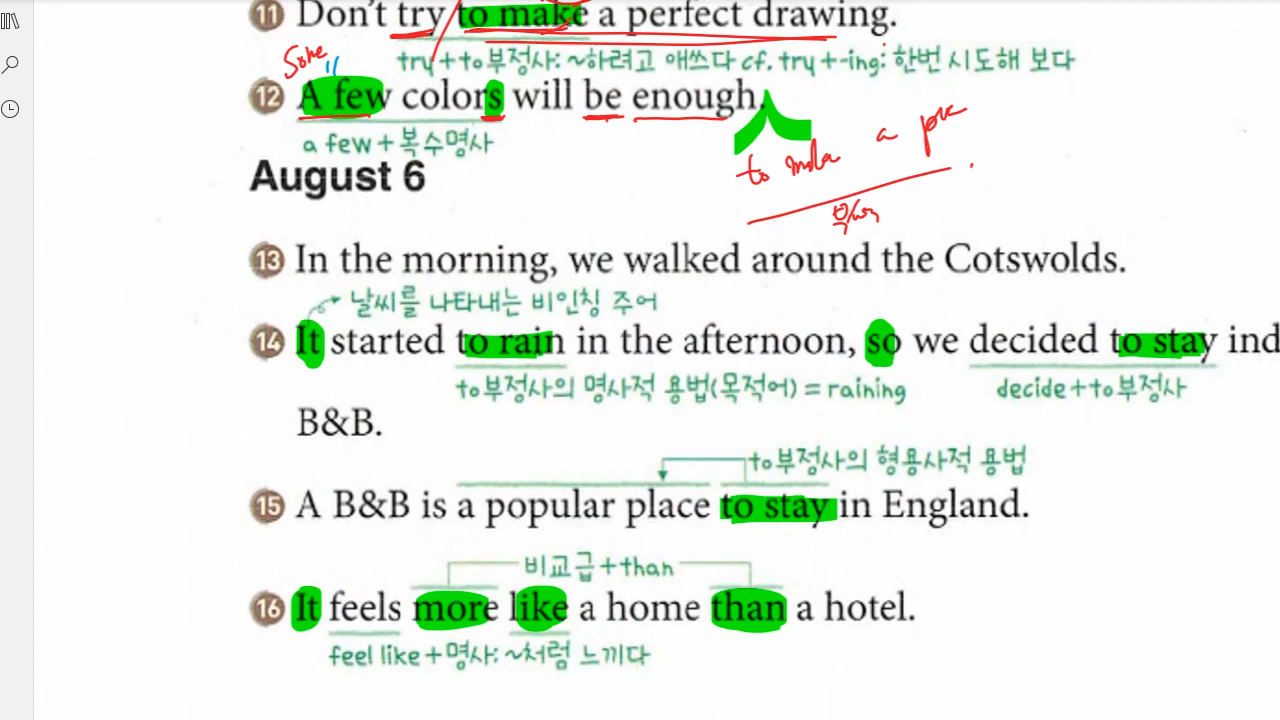 11 Don't try to make a perfect drawing.
Some
try+to부정사: ~하려고 애쓰다 cf. try+-ing: 한번 시도해 보다
12 A few colors will be enough.
a few+복수명사
to make a
August 6
13 In the morning, we walked around the Cotswolds.
날씨를 나타내는 비인칭 주어
14 It started to rain in the afternoon, so we decided to stay ind
to부정사의 명사적 용법(목적어) = raining
decide+to부정사
B&B.
to부정사의 형용사적 용법
15 A B&B is a popular place to stay in England.
비교급+than
16 It feels more like a home than a hotel.
feel like+명사: ~처럼 느끼다